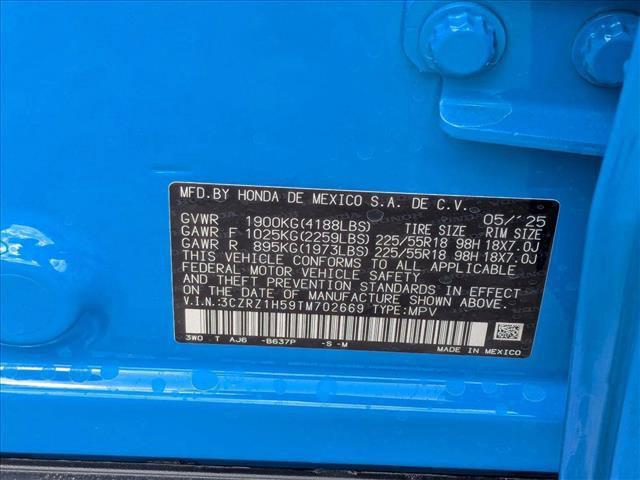 MFD.BY HONDA DE MEXICO S.A. DE C.V.
GVWR 1900KG(4188LBS) 05/'25
TIRE SIZE RIM SIZE
GAWR F 1025KG(2259LBS) 225/55R18 98H 18X7.0J
GAWR R 895KG(1973LBS) 225/55R18 98H 18X7.0J
THIS VEHICLE CONFORMS TO ALL APPLICABLE
FEDERAL MOTOR VEHICLE SAFETY
AND THEFT PREVENTION STANDARDS IN EFFECT
ON THE DATE OF MANUFACTURE SHOWN ABOVE.
V.I.N.:3CZRZ1H59TM702669 TYPE:MPV
3W0 T AJ6 -B637P -S-M MADE IN MEXICO